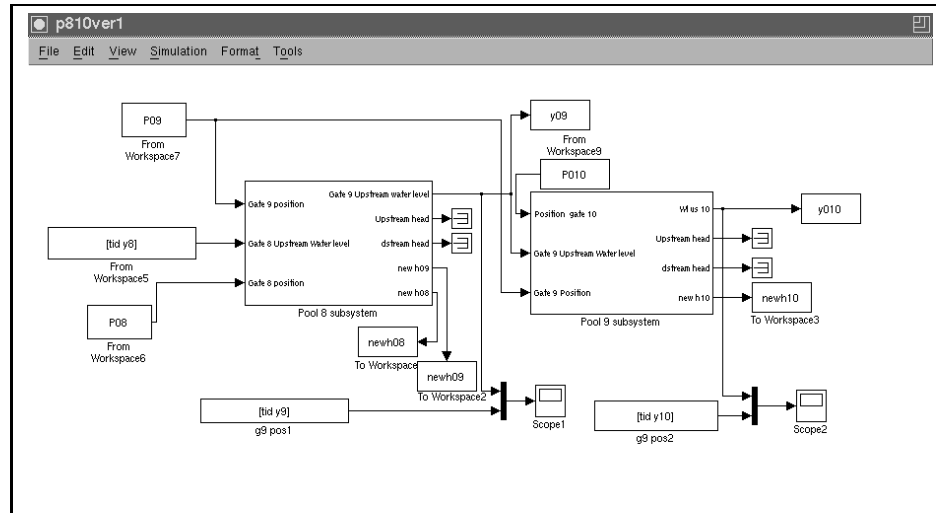 p810ver1
File Edit View Simulation Format Tools
P09
From
Workspace7
y09
From
Workspace9
P010
Gate 9 position
Gate 9 Upstream water level
Upstream head
Gate 8 Upstream Water level
dstream head
new h09
Gate 8 position
new h08
Pool 8 subsystem
[tid y8]
From
Workspace5
P08
From
Workspace6
Position gate 10
Wl us 10
Upstream head
Gate 9 Upstream Water level
dstream head
Gate 9 Position
new h10
Pool 9 subsystem
y010
newh10
To Workspace3
newh08
To Workspace
newh09
To Workspace2
[tid y9]
g9 pos1
Scope1
[tid y10]
g9 pos2
Scope2